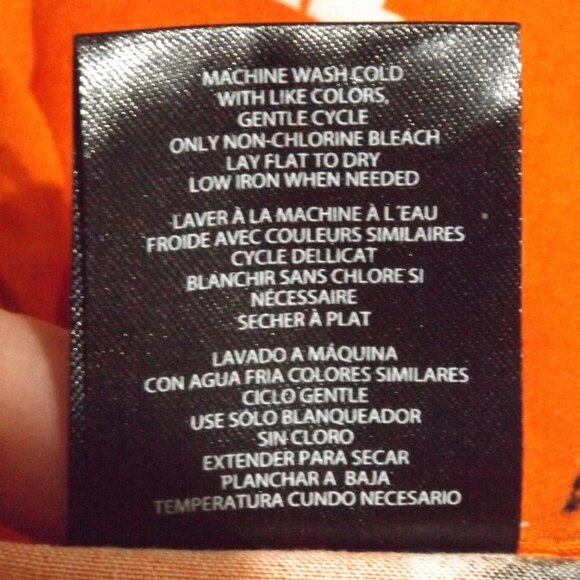 MACHINE WASH COLD
WITH LIKE COLORS,
GENTLE CYCLE
ONLY NON-CHLORINE BLEACH
LAY FLAT TO DRY
LOW IRON WHEN NEEDED
LAVER À LA MACHINE À L'EAU
FROIDE AVEC COULEURS SIMILAIRES
CYCLE DELLICAT
BLANCHIR SANS CHLORE SI
NÉCESSAIRE
SECHER À PLAT
LAVADO A MÁQUINA
CON AGUA FRIA COLORES SIMILARES
CICLO GENTLE
USE SOLO BLANQUEADOR
SIN CLORO
EXTENDER PARA SECAR
PLANCHAR A BAJA
TEMPERATURA CUNDO NECESARIO